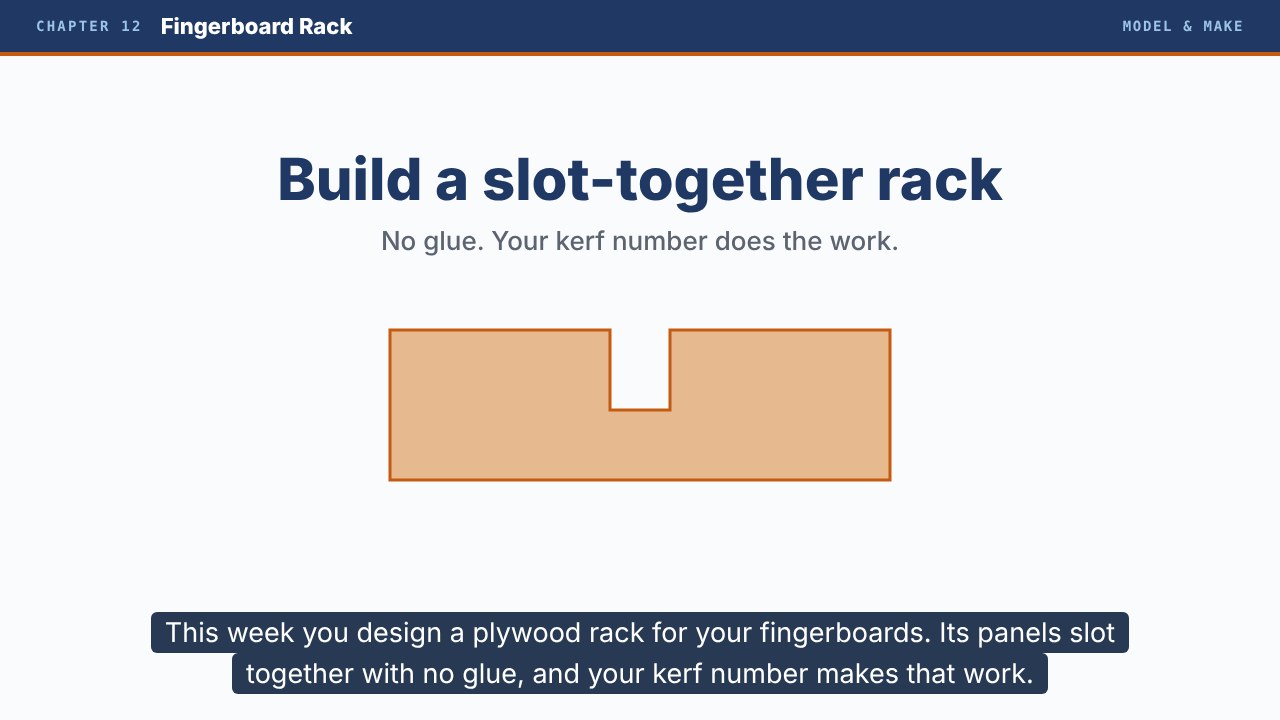 CHAPTER 12 Fingerboard Rack
MODEL & MAKE
Build a slot-together rack
No glue. Your kerf number does the work.
This week you design a plywood rack for your fingerboards. Its panels slot
together with no glue, and your kerf number makes that work.